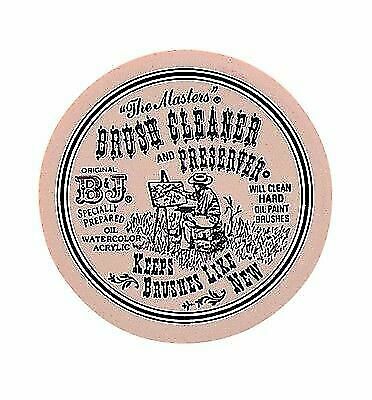 "The Masters"®
BRUSH CLEANER
AND PRESERVER®
ORIGINAL
B&J®
SPECIALLY
PREPARED
OIL
WATERCOLOR
ACRYLIC
WILL CLEAN
HARD
OIL PAINT
BRUSHES
KEEPS
BRUSHES LIKE
NEW